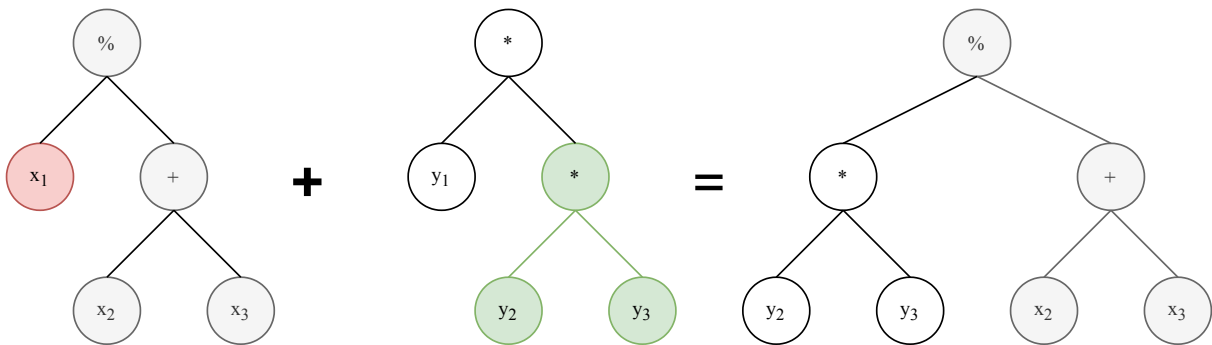 % * %
x₁ + + y₁ * = * +
x₂ x₃ y₂ y₃ y₂ y₃ x₂ x₃